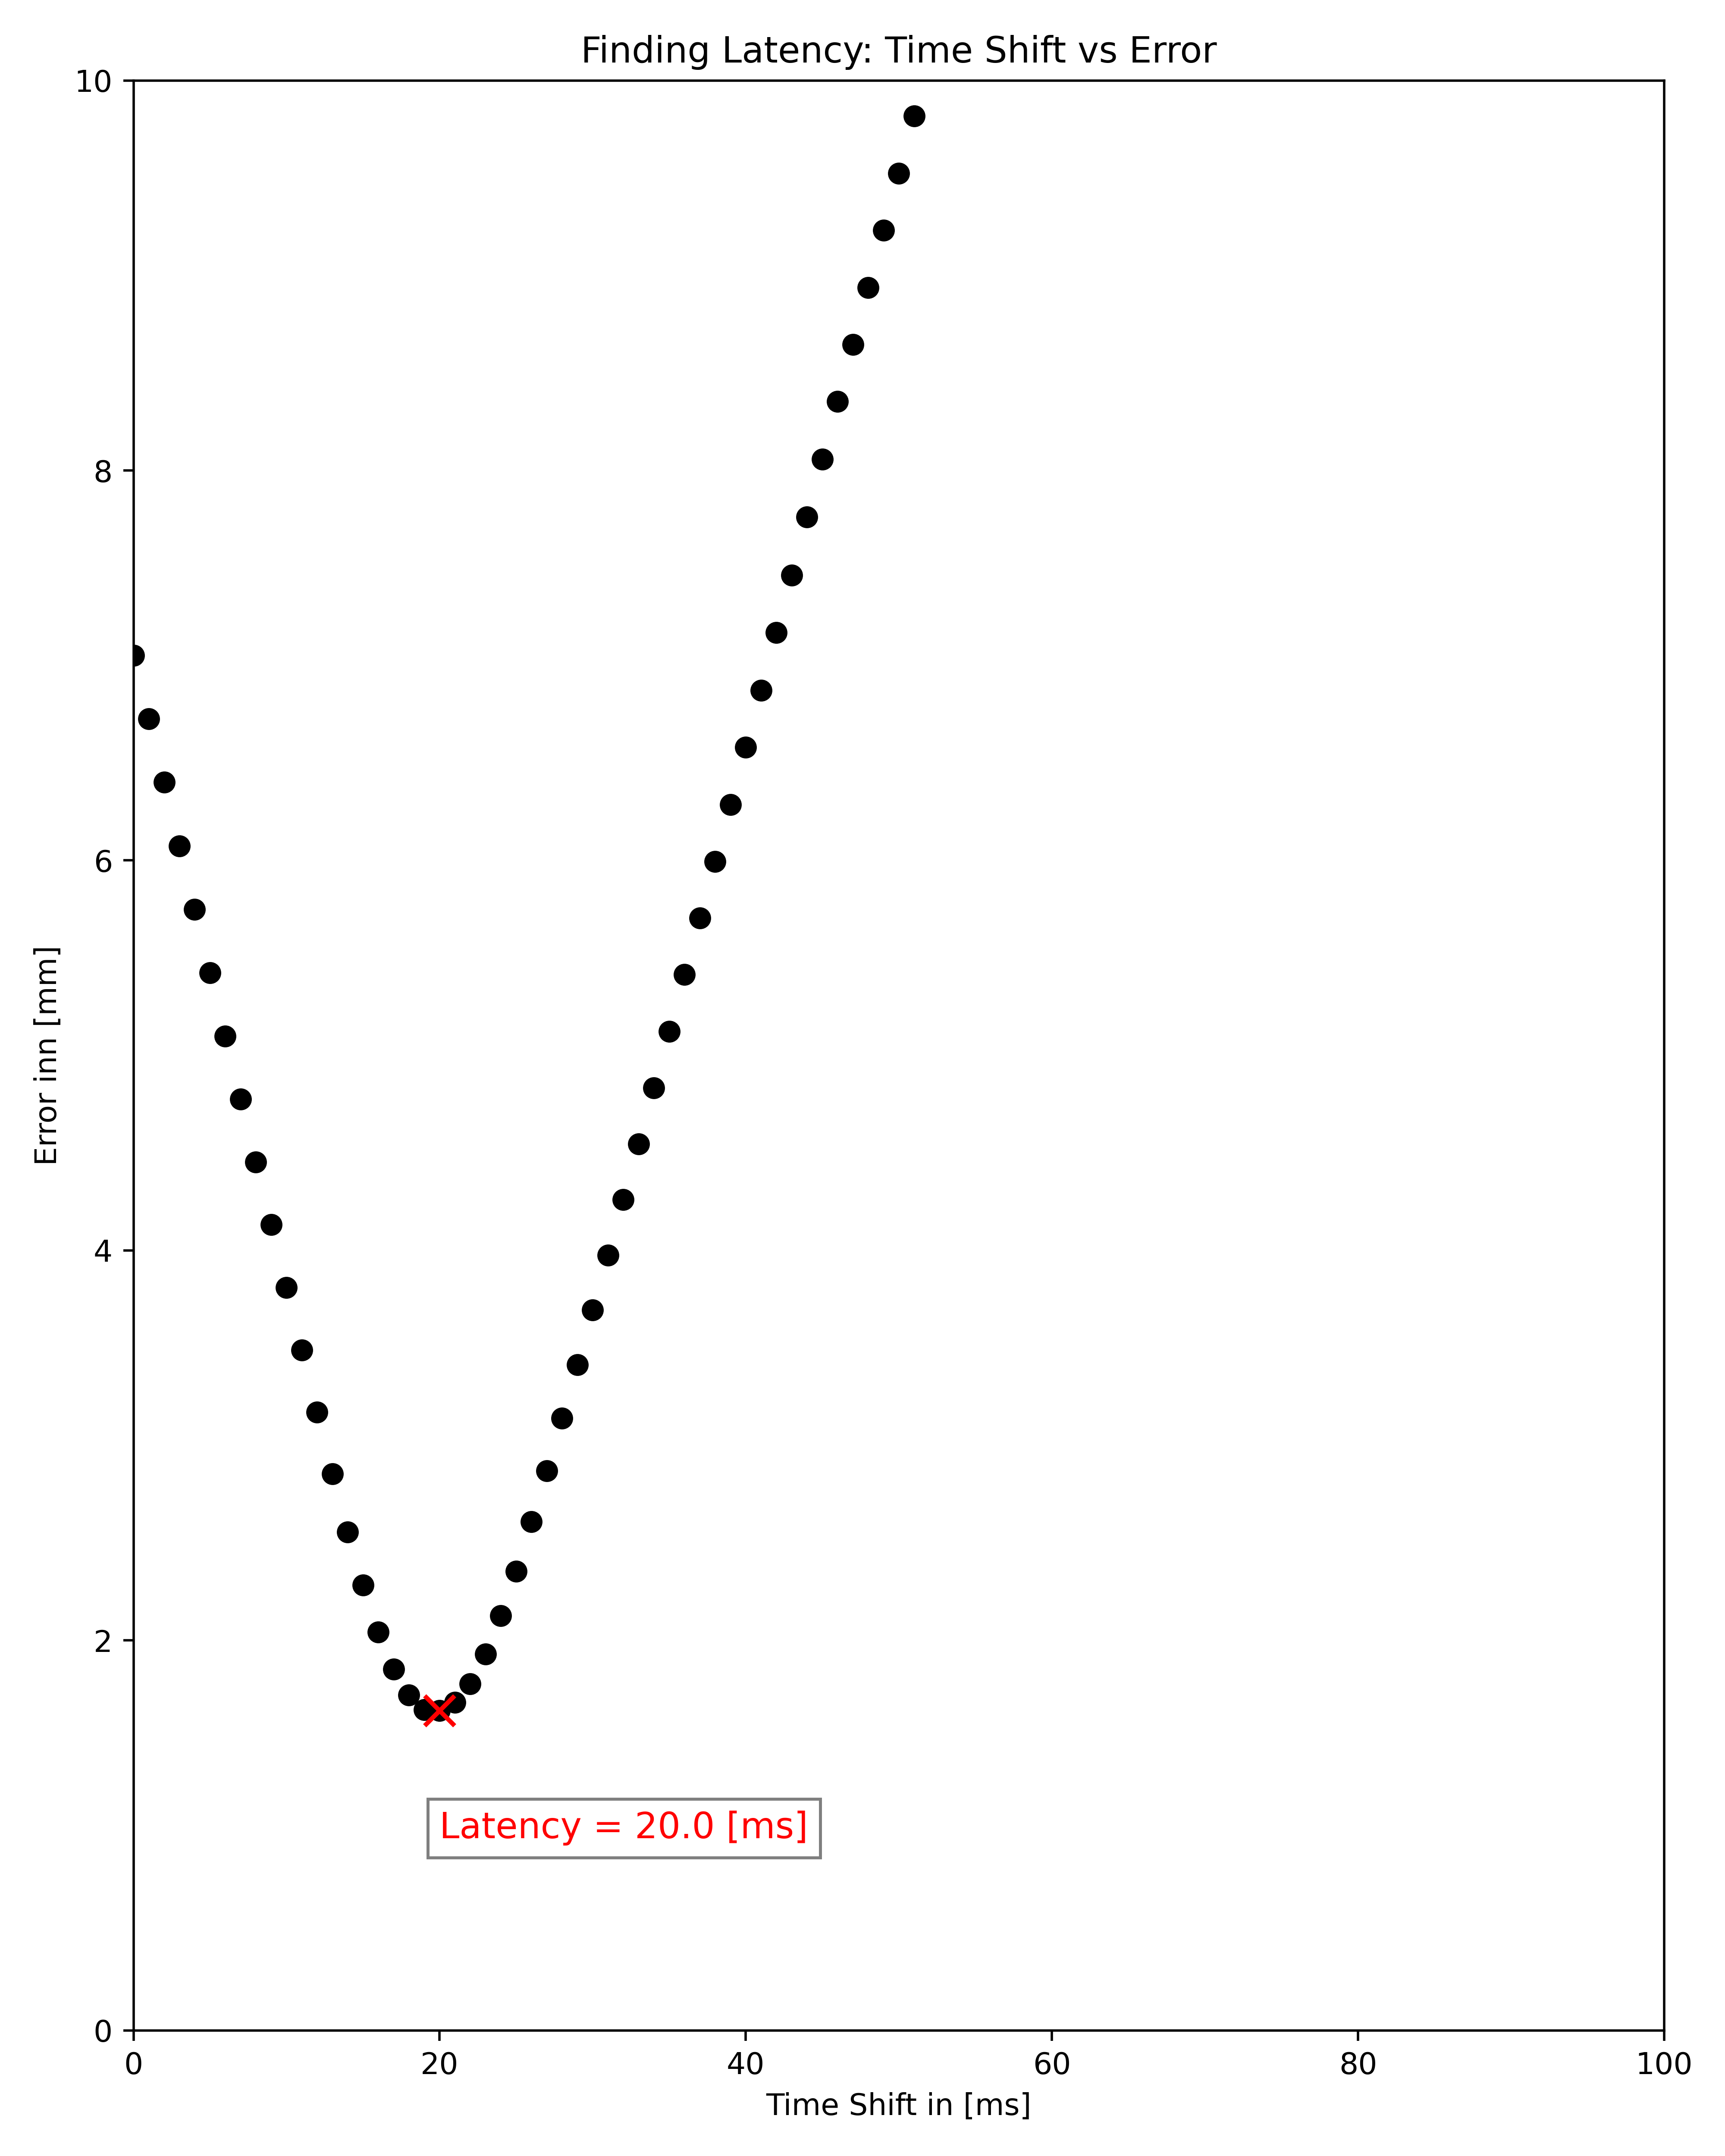 Finding Latency: Time Shift vs Error
10
8
6
4
2
0
Error inn [mm]
Latency = 20.0 [ms]
0 20 40 60 80 100
Time Shift in [ms]